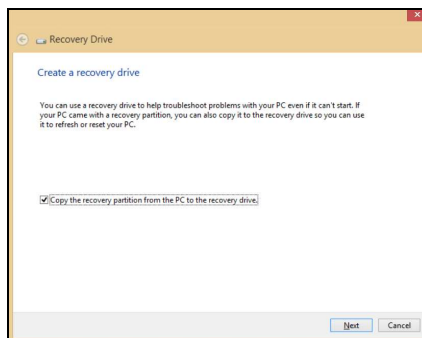 Recovery Drive
Create a recovery drive
You can use a recovery drive to help troubleshoot problems with your PC even if it can't start. If
your PC came with a recovery partition, you can also copy it to the recovery drive so you can use
it to refresh or reset your PC.
Copy the recovery partition from the PC to the recovery drive.
Next Cancel